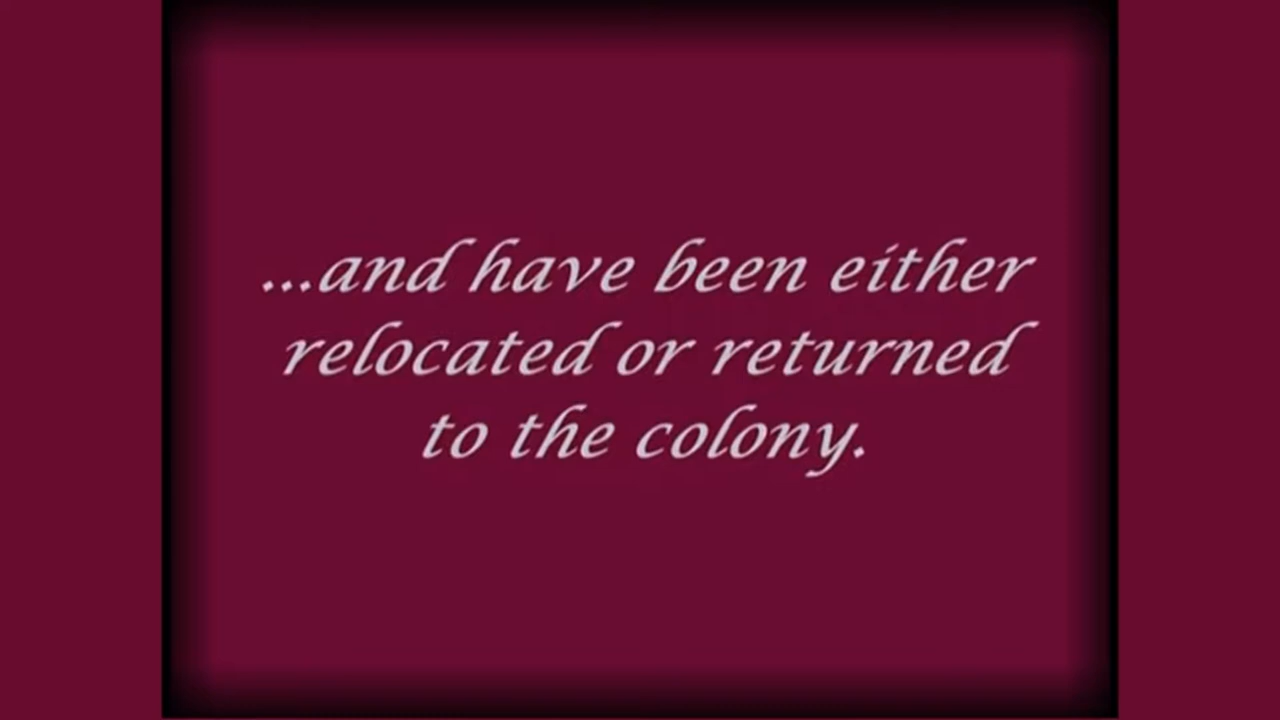 ...and have been either
relocated or returned
to the colony.